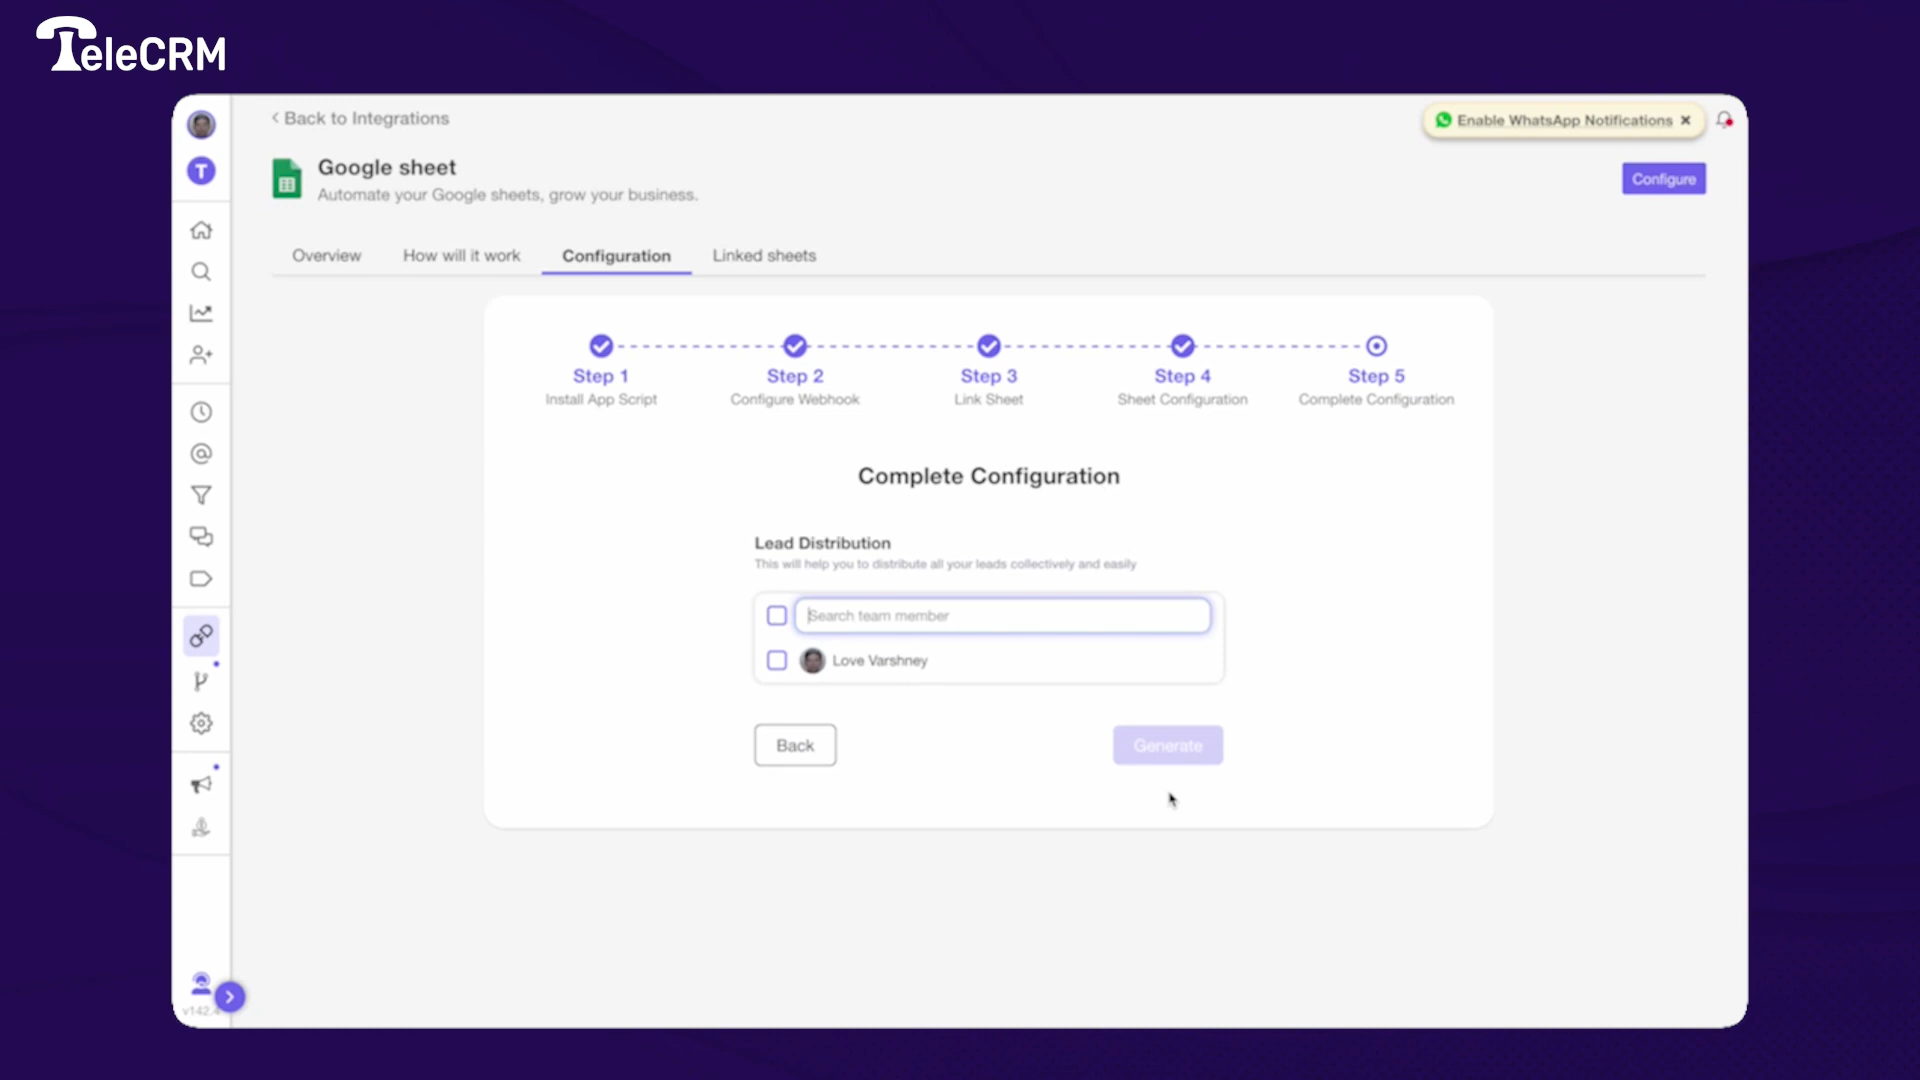 TeleCRM
Back to Integrations
Enable WhatsApp Notifications
T
Google sheet
Automate your Google sheets, grow your business.
Configure
Overview
How will it work
Configuration
Linked sheets
Step 1
Step 2
Step 3
Step 4
Step 5
Install App Script
Configure Webhook
Link Sheet
Sheet Configuration
Complete Configuration
Complete Configuration
Lead Distribution
This will help you to distribute all your leads collectively and easily
Search team member
Love Varshney
Back
Generate